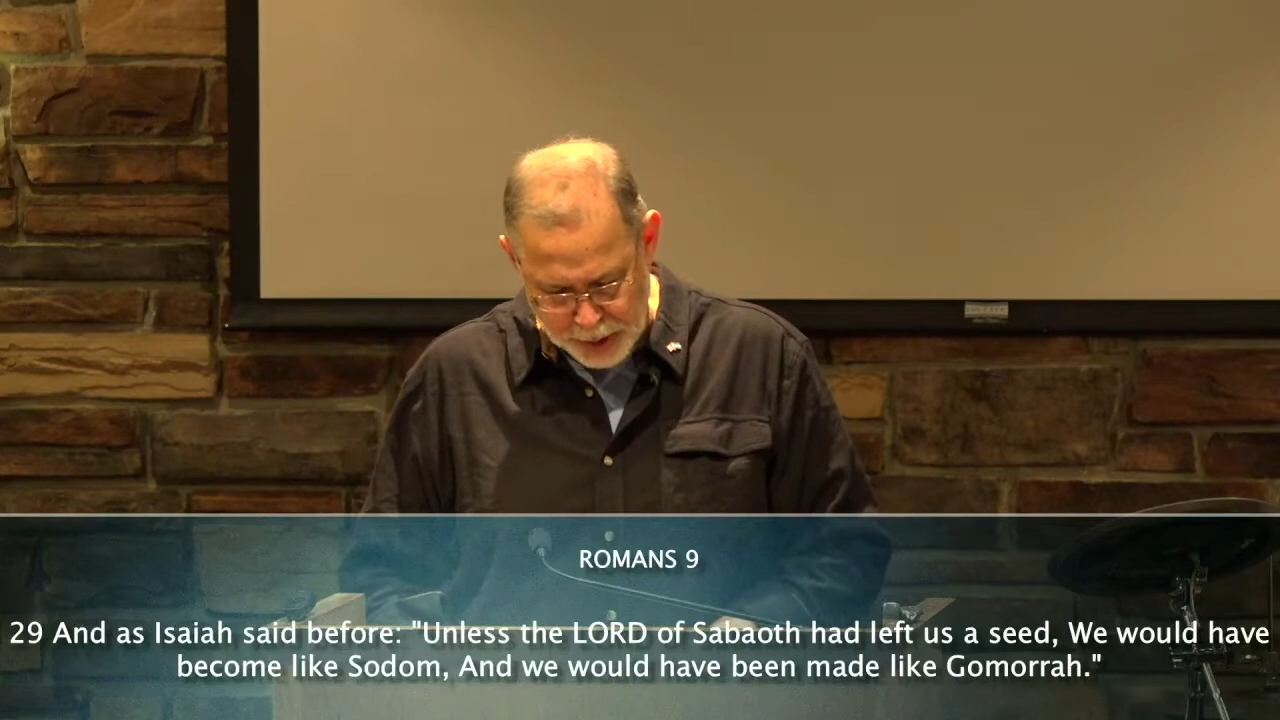 ROMANS 9
29 And as Isaiah said before: "Unless the LORD of Sabaoth had left us a seed, We would have
become like Sodom, And we would have been made like Gomorrah."